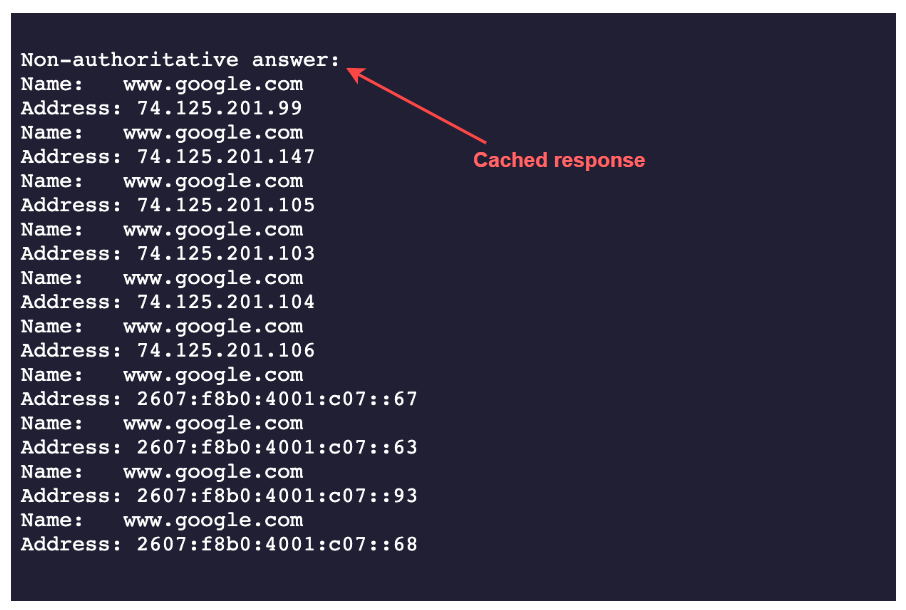 Non-authoritative answer:
Name:   www.google.com
Address: 74.125.201.99
Name:   www.google.com
Address: 74.125.201.147
Cached response
Name:   www.google.com
Address: 74.125.201.105
Name:   www.google.com
Address: 74.125.201.103
Name:   www.google.com
Address: 74.125.201.104
Name:   www.google.com
Address: 74.125.201.106
Name:   www.google.com
Address: 2607:f8b0:4001:c07::67
Name:   www.google.com
Address: 2607:f8b0:4001:c07::63
Name:   www.google.com
Address: 2607:f8b0:4001:c07::93
Name:   www.google.com
Address: 2607:f8b0:4001:c07::68